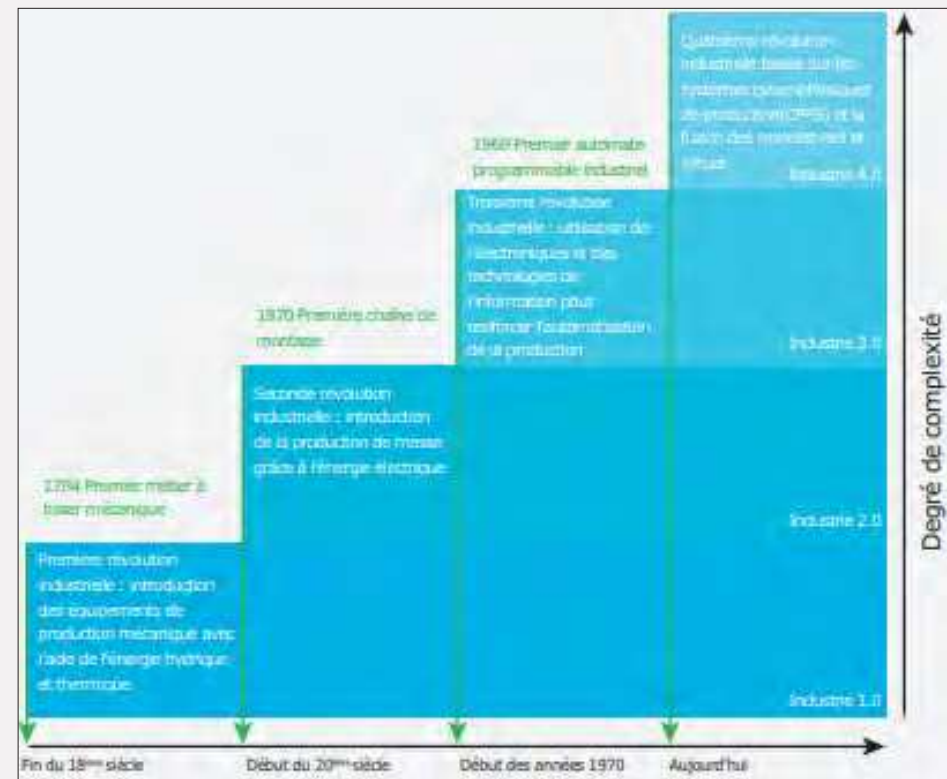 Quatrième révolution
industrielle basée sur les
systèmes cyber-physiques
de production(CPPS) et la
fusion des mondes réel et
virtuel
Industrie 4.0
1969 Premier automate
programmable industriel
Troisième révolution
industrielle : utilisation de
l'électroniques et des
technologies de
l'information pour
renforcer l'automatisation
de la production
Industrie 3.0
1870 Première chaîne de
montage
Seconde révolution
industrielle : introduction
de la production de masse
grâce à l'énergie électrique
Industrie 2.0
1784 Premier métier à
tisser mécanique
Première révolution
industrielle : introduction
des équipements de
production mécanique avec
l'aide de l'énergie hydrique
et thermique.
Industrie 1.0
Degré de complexité
Fin du 18ème siècle
Début du 20ème siècle
Début des années 1970
Aujourd'hui